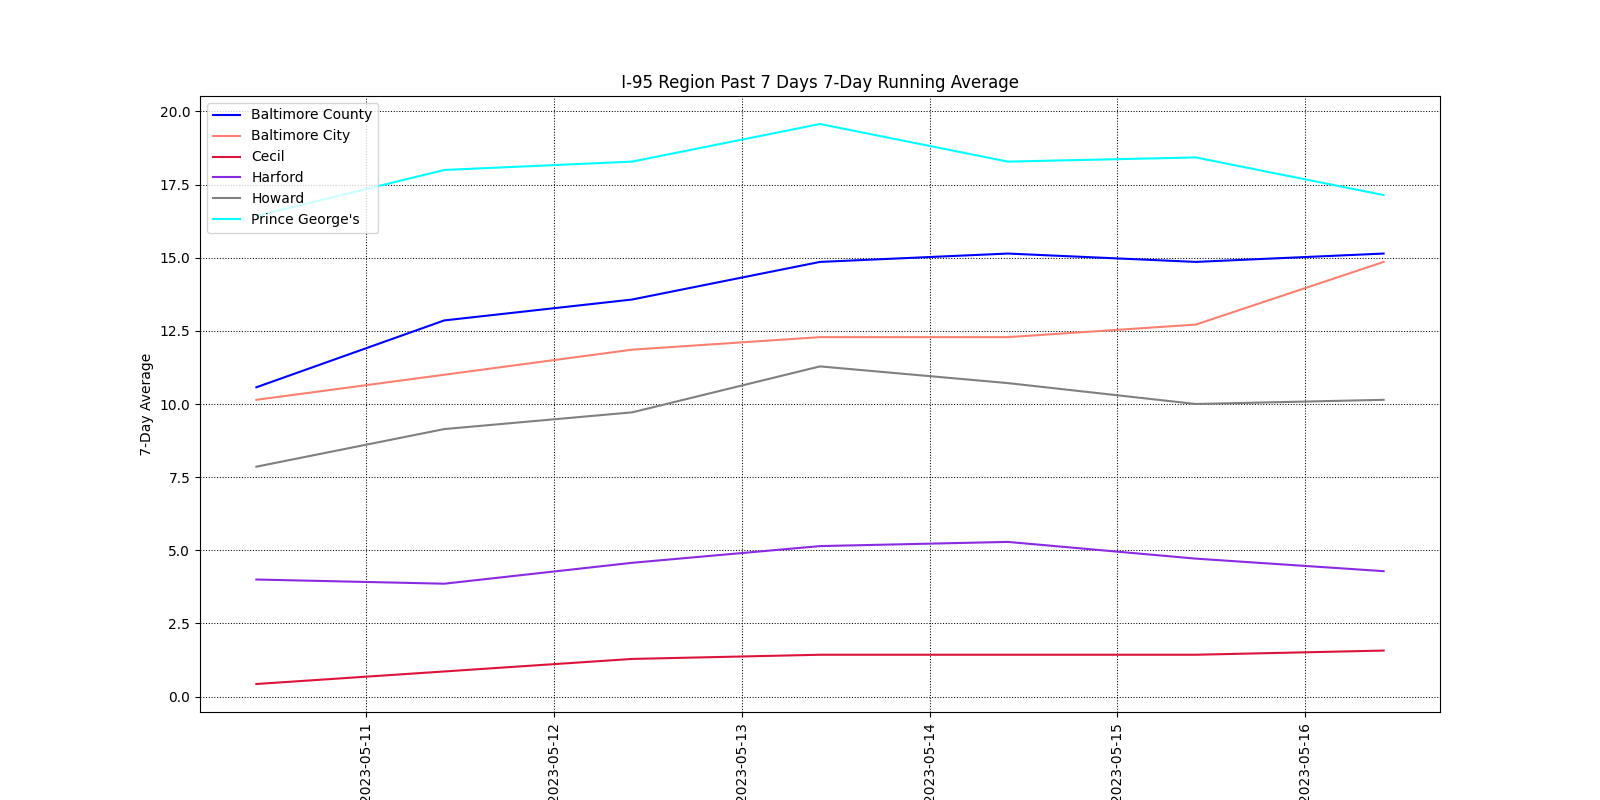 I-95 Region Past 7 Days 7-Day Running Average
20.0
17.5
15.0
12.5
10.0
7.5
5.0
2.5
0.0
7-Day Average
Baltimore County
Baltimore City
Cecil
Harford
Howard
Prince George's
2023-05-11
2023-05-12
2023-05-13
2023-05-14
2023-05-15
2023-05-16